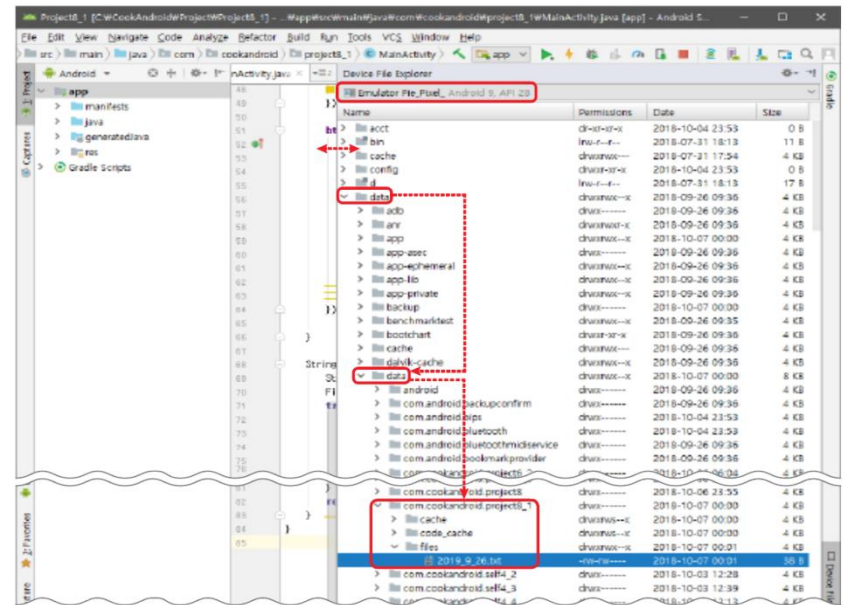 Project8_1 [C:₩CookAndroid₩Project₩Project8_1] - ...₩app₩src₩main₩java₩com₩cookandroid₩project8_1₩MainActivity.java [app] - Android S...
File Edit View Navigate Code Analyze Refactor Build Run Tools VCS Window Help
src main java com cookandroid project8_1 MainActivity app
Android nActivity.java Device File Explorer
1: Project
Captures
Gradle
app
manifests
java
generatedJava
res
Gradle Scripts
Emulator Pie_Pixel_ Android 9, API 28
Name Permissions Date Size
acct dr-xr-xr-x 2018-10-04 23:53 0 B
bin lrw-r--r-- 2018-07-31 18:13 11 B
cache drwxrwx--- 2018-07-31 17:54 4 KB
config drwxr-xr-x 2018-10-04 23:53 0 B
d lrw-r--r-- 2018-07-31 18:13 17 B
data drwxrwx--x 2018-09-26 09:36 4 KB
adb drwx------ 2018-09-26 09:36 4 KB
anr drwxrwxr-x 2018-09-26 09:36 4 KB
app drwxrwx--x 2018-10-07 00:00 4 KB
app-asec drwx------ 2018-09-26 09:36 4 KB
app-ephemeral drwxrwx--x 2018-09-26 09:36 4 KB
app-lib drwxrwx--x 2018-09-26 09:36 4 KB
app-private drwxrwx--x 2018-09-26 09:36 4 KB
backup drwx------ 2018-10-07 00:00 4 KB
benchmarktest drwxrwx--x 2018-09-26 09:35 4 KB
bootchart drwxr-xr-x 2018-09-26 09:36 4 KB
cache drwxrwx--- 2018-09-26 09:36 4 KB
dalvik-cache drwxrwx--x 2018-09-26 09:36 4 KB
data drwxrwx--x 2018-10-07 00:00 8 KB
android drwx------ 2018-09-26 09:36 4 KB
com.android.backupconfirm drwx------ 2018-09-26 09:36 4 KB
com.android.bips drwx------ 2018-10-04 23:53 4 KB
com.android.bluetooth drwx------ 2018-10-04 23:53 4 KB
com.android.bluetoothmidiservice drwx------ 2018-09-26 09:36 4 KB
com.android.bookmarkprovider drwx------ 2018-09-26 09:36 4 KB
com.cookandroid.project8 drwx------ 2018-10-06 23:55 4 KB
com.cookandroid.project8_1 drwx------ 2018-10-07 00:00 4 KB
cache drwxrws--x 2018-10-07 00:00 4 KB
code_cache drwxrws--x 2018-10-07 00:00 4 KB
files drwxrwx--x 2018-10-07 00:01 4 KB
2019_9_26.txt -rw-rw---- 2018-10-07 00:01 38 B
com.cookandroid.self4_2 drwx------ 2018-10-03 12:28 4 KB
com.cookandroid.self4_3 drwx------ 2018-10-03 12:39 4 KB
2: Favorites